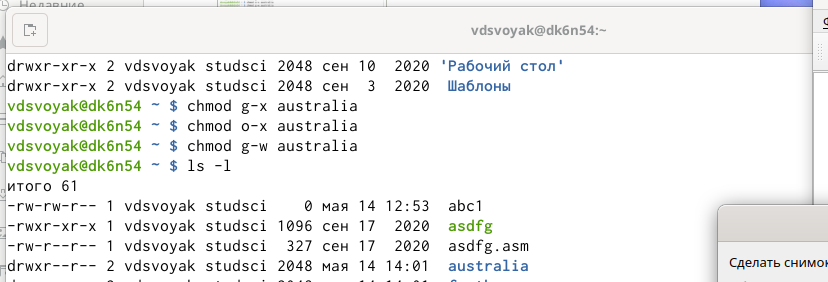 Недавние
vdsvoyak@dk6n54:~
drwxr-xr-x 2 vdsvoyak studsci 2048 сен 10  2020 'Рабочий стол'
drwxr-xr-x 2 vdsvoyak studsci 2048 сен  3  2020  Шаблоны
vdsvoyak@dk6n54 ~ $ chmod g-x australia
vdsvoyak@dk6n54 ~ $ chmod o-x australia
vdsvoyak@dk6n54 ~ $ chmod g-w australia
vdsvoyak@dk6n54 ~ $ ls -l
итого 61
-rw-rw-r-- 1 vdsvoyak studsci    0 мая 14 12:53  abc1
-rwxr-xr-x 1 vdsvoyak studsci 1096 сен 17  2020  asdfg
-rw-r--r-- 1 vdsvoyak studsci  327 сен 17  2020  asdfg.asm
drwxr--r-- 2 vdsvoyak studsci 2048 мая 14 14:01  australia
Сделать снимок